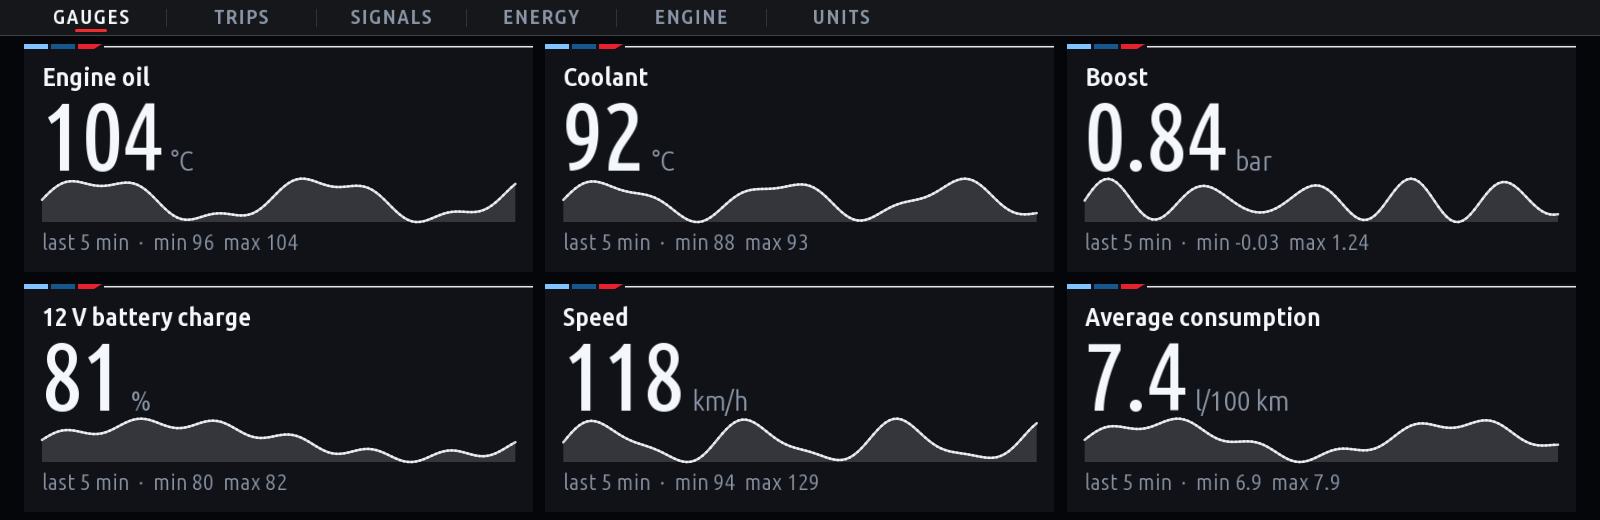 GAUGES TRIPS SIGNALS ENERGY ENGINE UNITS
Engine oil
104 °C
last 5 min · min 96 max 104
Coolant
92 °C
last 5 min · min 88 max 93
Boost
0.84 bar
last 5 min · min -0.03 max 1.24
12 V battery charge
81 %
last 5 min · min 80 max 82
Speed
118 km/h
last 5 min · min 94 max 129
Average consumption
7.4 l/100 km
last 5 min · min 6.9 max 7.9